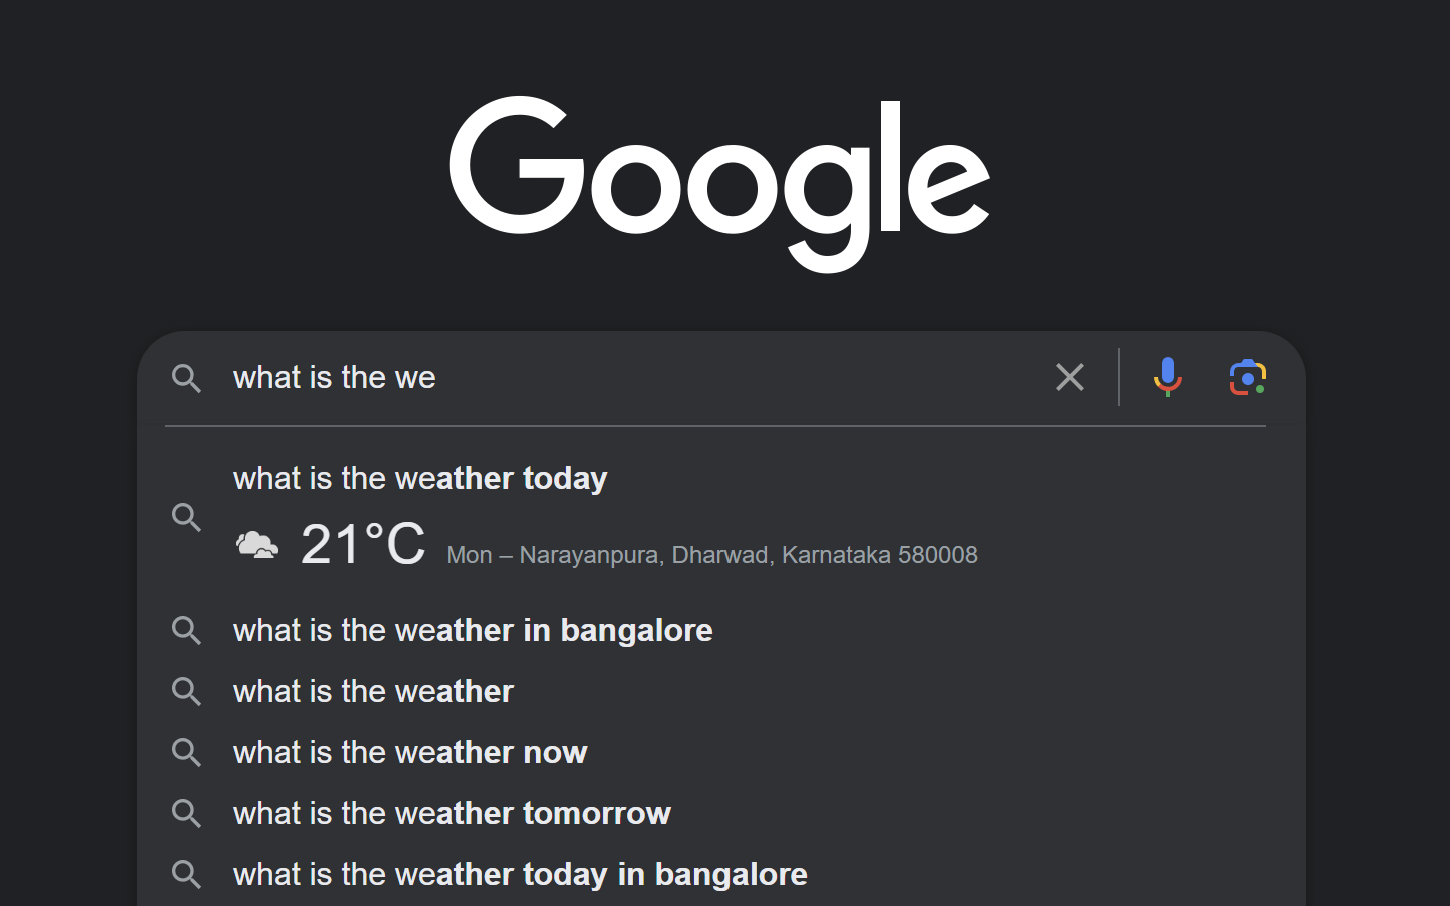 Google
what is the we
what is the weather today
21°C Mon – Narayanpura, Dharwad, Karnataka 580008
what is the weather in bangalore
what is the weather
what is the weather now
what is the weather tomorrow
what is the weather today in bangalore